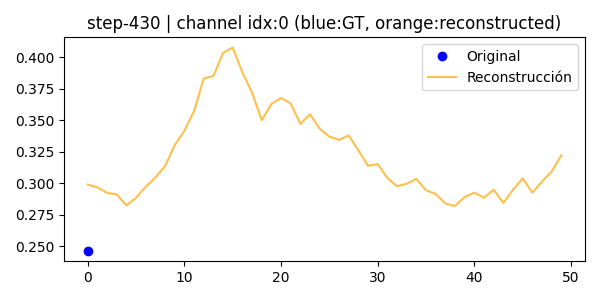 step-430 | channel idx:0 (blue:GT, orange:reconstructed)
Original
Reconstrucción
0.400
0.375
0.350
0.325
0.300
0.275
0.250
0 10 20 30 40 50